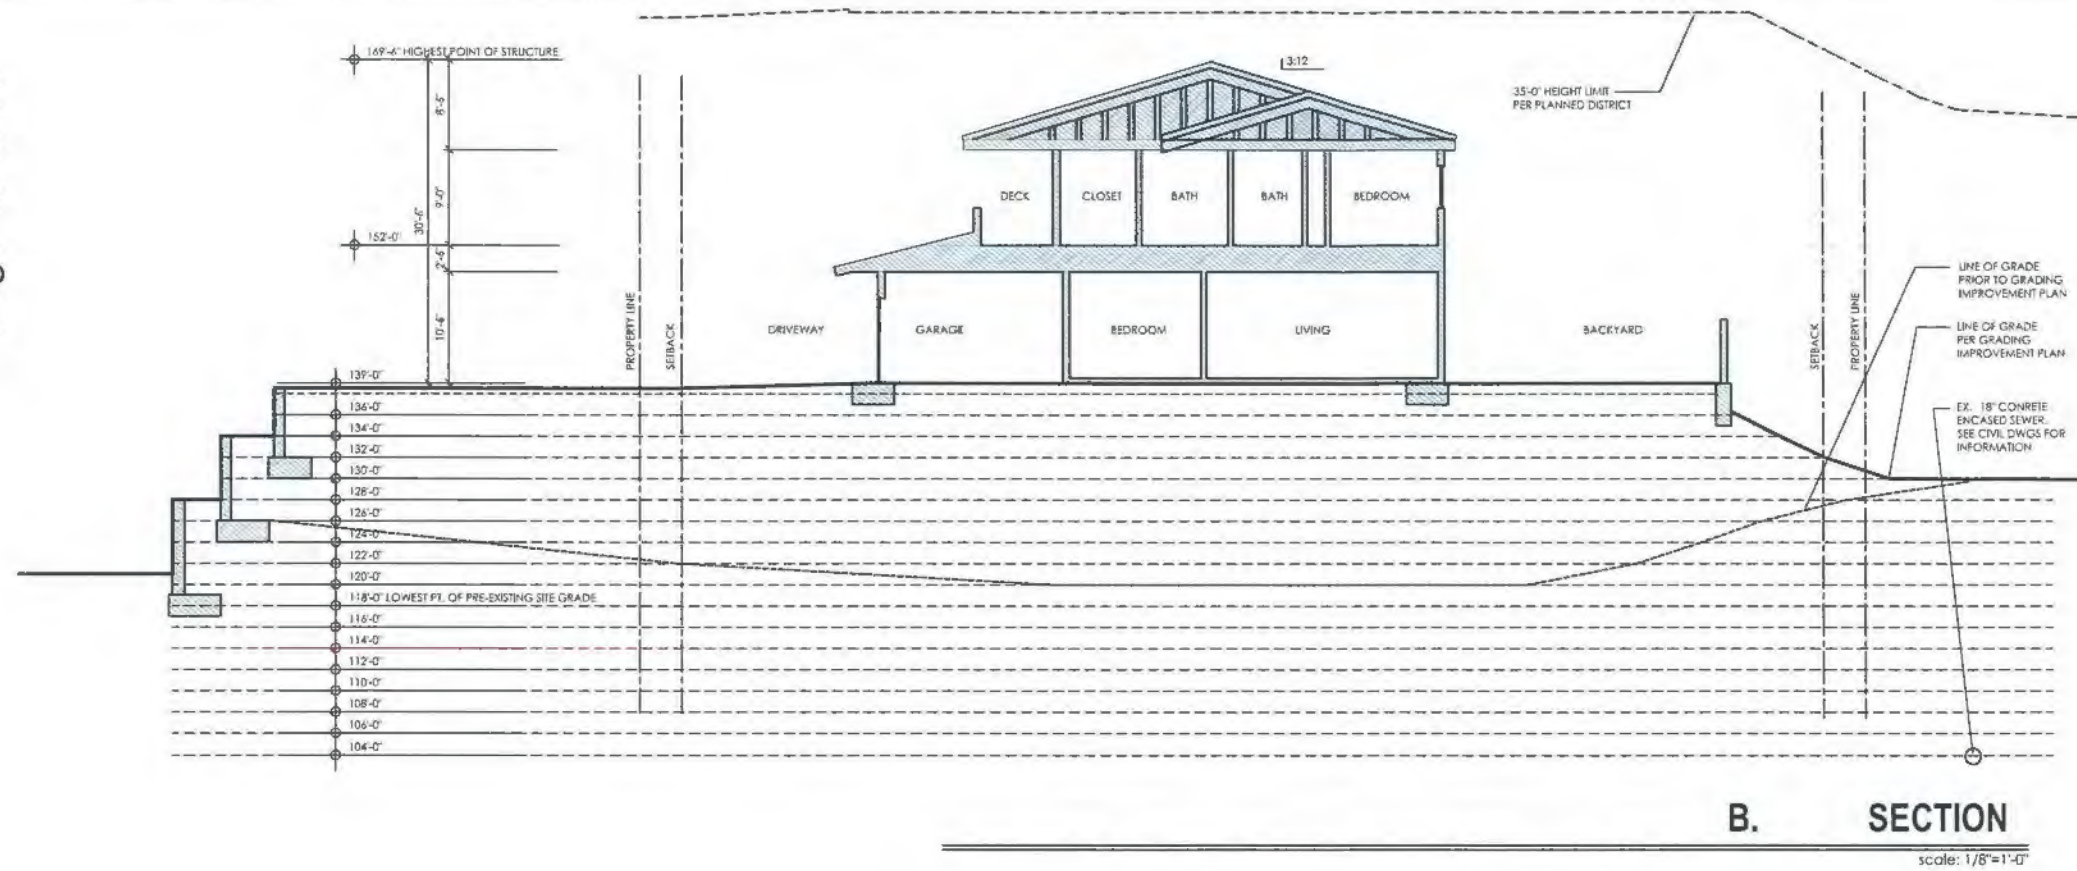 169'-6" HIGHEST POINT OF STRUCTURE
3:12
35'-0" HEIGHT LIMIT
PER PLANNED DISTRICT
9'-0"
30'-6"
152'-0"
2'-6"
10'-6"
DECK
CLOSET
BATH
BATH
BEDROOM
PROPERTY LINE
SETBACK
DRIVEWAY
GARAGE
BEDROOM
LIVING
BACKYARD
SETBACK
PROPERTY LINE
LINE OF GRADE
PRIOR TO GRADING
IMPROVEMENT PLAN
LINE OF GRADE
PER GRADING
IMPROVEMENT PLAN
EX. 18" CONRETE
ENCASED SEWER.
SEE CIVIL DWGS FOR
INFORMATION
139'-0"
136'-0"
134'-0"
132'-0"
130'-0"
128'-0"
126'-0"
124'-0"
122'-0"
120'-0"
118'-0" LOWEST PT. OF PRE-EXISTING SITE GRADE
116'-0"
114'-0"
112'-0"
110'-0"
108'-0"
106'-0"
104'-0"
B. SECTION
scale: 1/8"=1'-0"